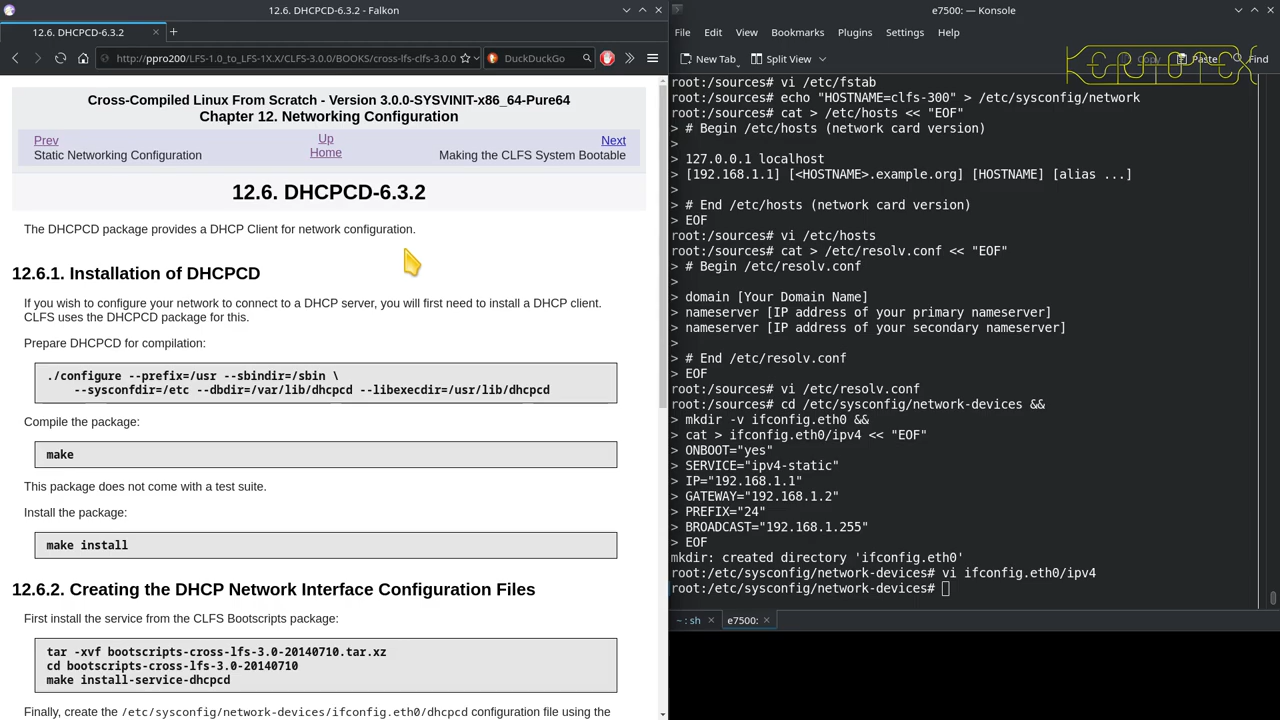 12.6. DHCPCD-6.3.2 - Falkon
12.6. DHCPCD-6.3.2
http://ppro200/LFS-1.0_to_LFS-1X.X/CLFS-3.0.0/BOOKS/cross-lfs-clfs-3.0.0
DuckDuckGo
Cross-Compiled Linux From Scratch - Version 3.0.0-SYSVINIT-x86_64-Pure64
Chapter 12. Networking Configuration
Prev
Up
Next
Static Networking Configuration
Home
Making the CLFS System Bootable
12.6. DHCPCD-6.3.2
The DHCPCD package provides a DHCP Client for network configuration.
12.6.1. Installation of DHCPCD
If you wish to configure your network to connect to a DHCP server, you will first need to install a DHCP client.
CLFS uses the DHCPCD package for this.
Prepare DHCPCD for compilation:
./configure --prefix=/usr --sbindir=/sbin \
--sysconfdir=/etc --dbdir=/var/lib/dhcpcd --libexecdir=/usr/lib/dhcpcd
Compile the package:
make
This package does not come with a test suite.
Install the package:
make install
12.6.2. Creating the DHCP Network Interface Configuration Files
First install the service from the CLFS Bootscripts package:
tar -xvf bootscripts-cross-lfs-3.0-20140710.tar.xz
cd bootscripts-cross-lfs-3.0-20140710
make install-service-dhcpcd
Finally, create the /etc/sysconfig/network-devices/ifconfig.eth0/dhcpcd configuration file using the
e7500: — Konsole
File Edit View Bookmarks Plugins Settings Help
New Tab Split View Copy Paste Find
root:/sources# vi /etc/fstab
root:/sources# echo "HOSTNAME=clfs-300" > /etc/sysconfig/network
root:/sources# cat > /etc/hosts << "EOF"
> # Begin /etc/hosts (network card version)
>
> 127.0.0.1 localhost
> [192.168.1.1] [<HOSTNAME>.example.org] [HOSTNAME] [alias ...]
>
> # End /etc/hosts (network card version)
> EOF
root:/sources# vi /etc/hosts
root:/sources# cat > /etc/resolv.conf << "EOF"
> # Begin /etc/resolv.conf
>
> domain [Your Domain Name]
> nameserver [IP address of your primary nameserver]
> nameserver [IP address of your secondary nameserver]
>
> # End /etc/resolv.conf
> EOF
root:/sources# vi /etc/resolv.conf
root:/sources# cd /etc/sysconfig/network-devices &&
> mkdir -v ifconfig.eth0 &&
> cat > ifconfig.eth0/ipv4 << "EOF"
> ONBOOT="yes"
> SERVICE="ipv4-static"
> IP="192.168.1.1"
> GATEWAY="192.168.1.2"
> PREFIX="24"
> BROADCAST="192.168.1.255"
> EOF
mkdir: created directory 'ifconfig.eth0'
root:/etc/sysconfig/network-devices# vi ifconfig.eth0/ipv4
root:/etc/sysconfig/network-devices#
~ : sh
e7500: